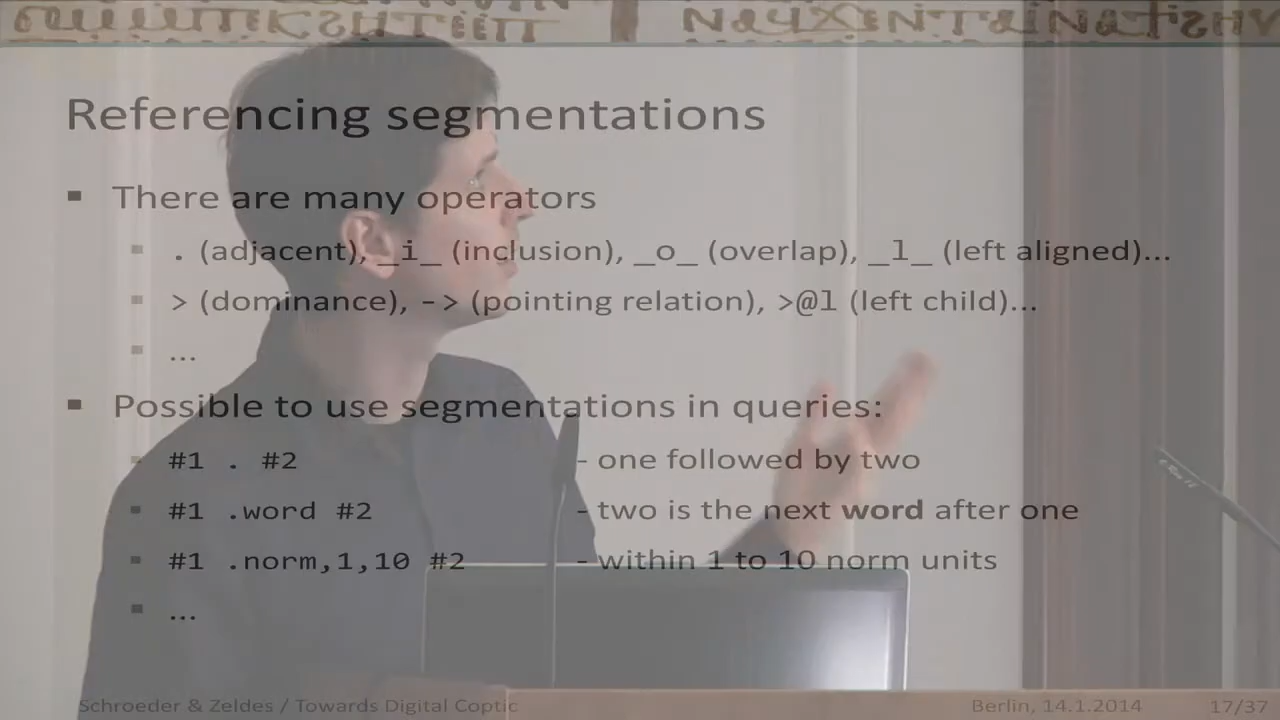 Referencing segmentations
▪ There are many operators
▪ . (adjacent), _i_ (inclusion), _o_ (overlap), _l_ (left aligned)...
▪ > (dominance), -> (pointing relation), >@l (left child)...
▪ ...
▪ Possible to use segmentations in queries:
▪ #1 . #2 - one followed by two
▪ #1 .word #2 - two is the next word after one
▪ #1 .norm,1,10 #2 - within 1 to 10 norm units
▪ ...
Schroeder & Zeldes / Towards Digital Coptic Berlin, 14.1.2014 17/37